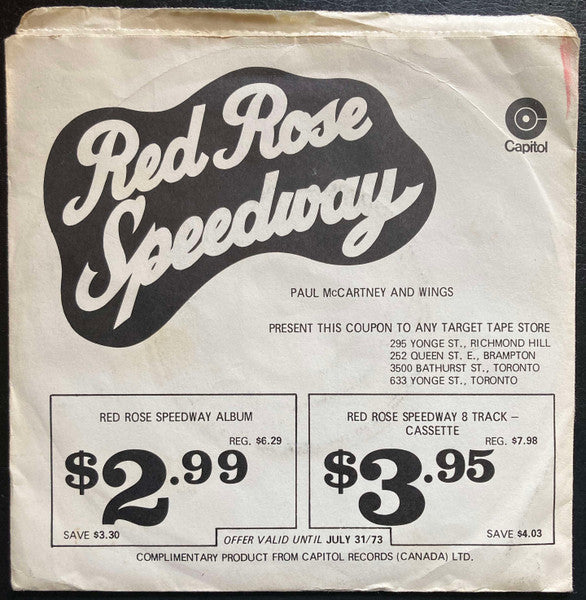 Red Rose
Speedway
Capitol
PAUL McCARTNEY AND WINGS
PRESENT THIS COUPON TO ANY TARGET TAPE STORE
295 YONGE ST., RICHMOND HILL
252 QUEEN ST. E., BRAMPTON
3500 BATHURST ST., TORONTO
633 YONGE ST., TORONTO
RED ROSE SPEEDWAY ALBUM
REG. $6.29
$2.99
SAVE $3.30
RED ROSE SPEEDWAY 8 TRACK –
CASSETTE
REG. $7.98
$3.95
SAVE $4.03
OFFER VALID UNTIL JULY 31/73
COMPLIMENTARY PRODUCT FROM CAPITOL RECORDS (CANADA) LTD.